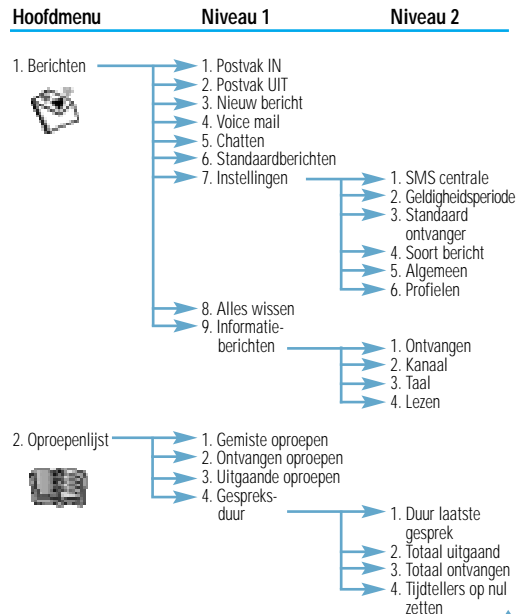 Hoofdmenu Niveau 1 Niveau 2
1. Berichten 1. Postvak IN
2. Postvak UIT
3. Nieuw bericht
4. Voice mail
5. Chatten
6. Standaardberichten
7. Instellingen 1. SMS centrale
2. Geldigheidsperiode
3. Standaard
ontvanger
4. Soort bericht
5. Algemeen
6. Profielen
8. Alles wissen
9. Informatie-
berichten 1. Ontvangen
2. Kanaal
3. Taal
4. Lezen
2. Oproepenlijst 1. Gemiste oproepen
2. Ontvangen oproepen
3. Uitgaande oproepen
4. Gespreks-
duur 1. Duur laatste
gesprek
2. Totaal uitgaand
3. Totaal ontvangen
4. Tijdtellers op nul
zetten